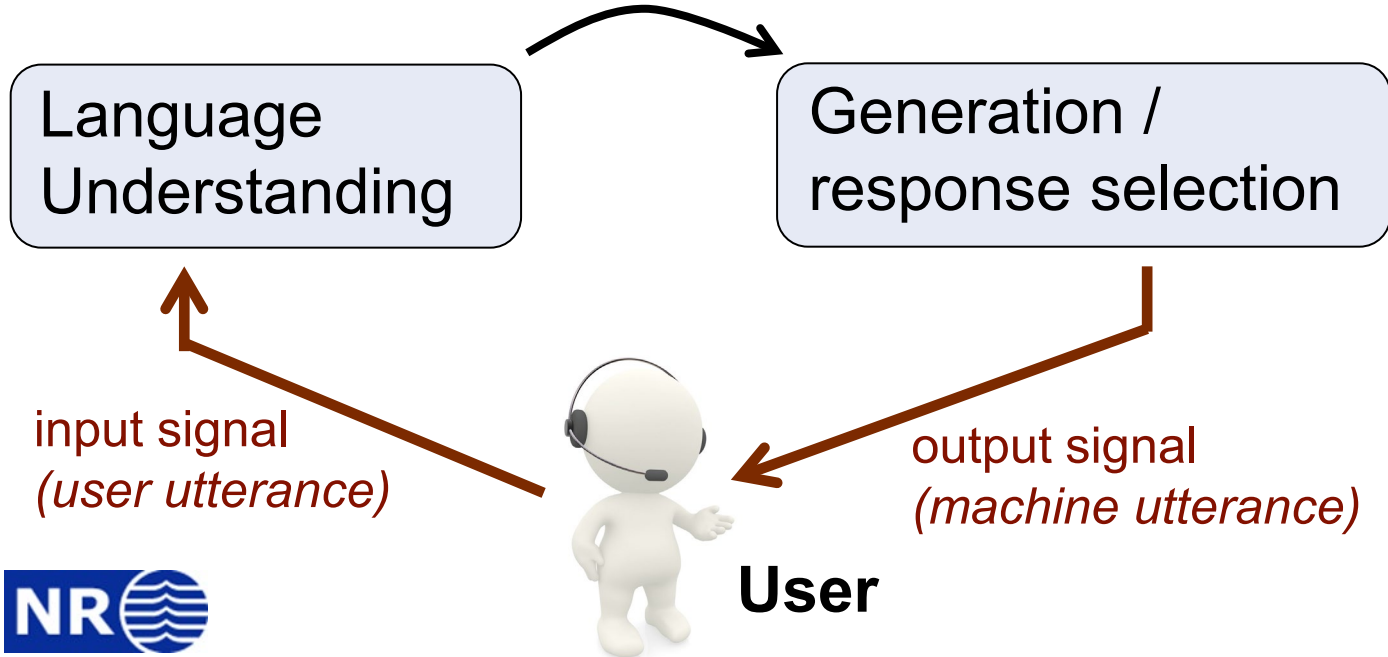 Language
Understanding
Generation /
response selection
input signal
(user utterance)
output signal
(machine utterance)
User
NR